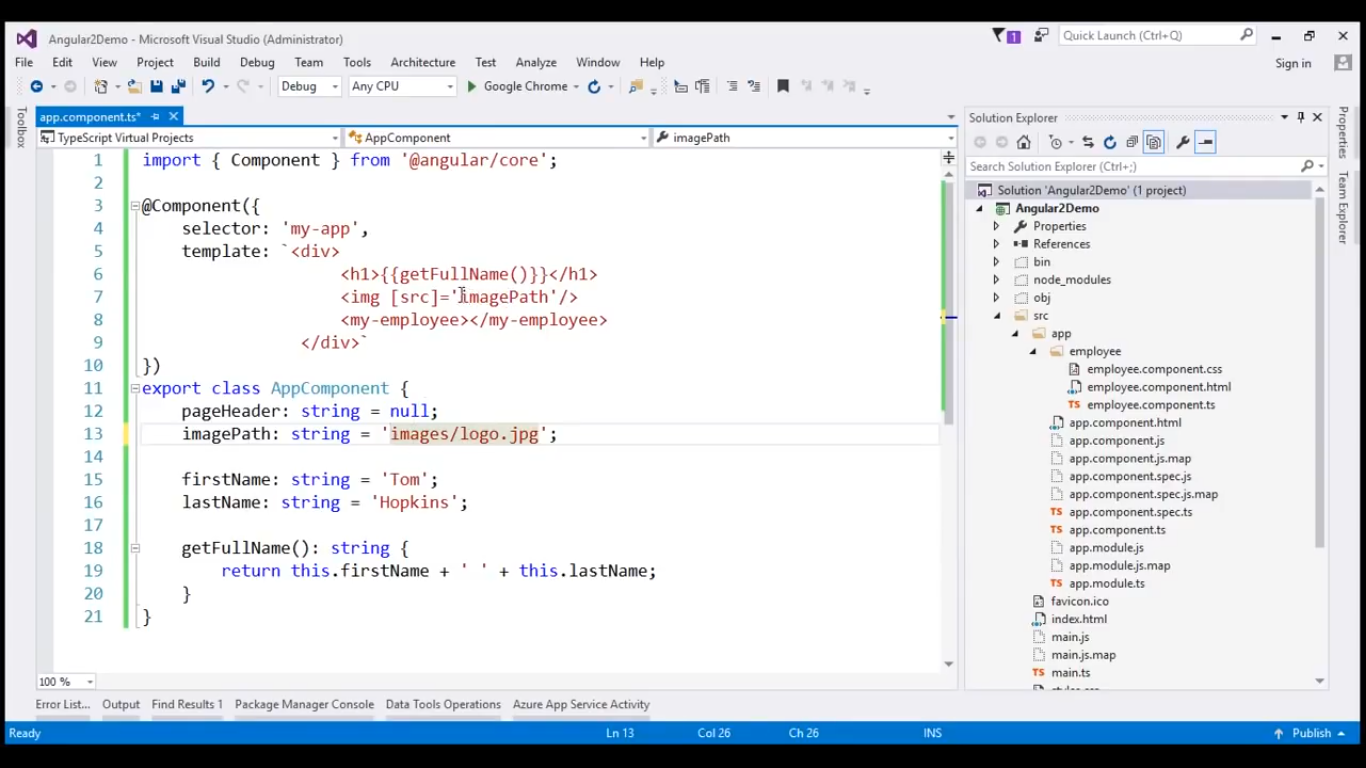 Angular2Demo - Microsoft Visual Studio (Administrator)
1
Quick Launch (Ctrl+Q)
File Edit View Project Build Debug Team Tools Architecture Test Analyze Window Help
Sign in
Debug Any CPU Google Chrome
Toolbox
app.component.ts*
TypeScript Virtual Projects AppComponent imagePath
1 import { Component } from '@angular/core';
2
3 @Component({
4 selector: 'my-app',
5 template: `<div>
6 <h1>{{getFullName()}}</h1>
7 <img [src]='imagePath'/>
8 <my-employee></my-employee>
9 </div>`
10 })
11 export class AppComponent {
12 pageHeader: string = null;
13 imagePath: string = 'images/logo.jpg';
14
15 firstName: string = 'Tom';
16 lastName: string = 'Hopkins';
17
18 getFullName(): string {
19 return this.firstName + ' ' + this.lastName;
20 }
21 }
100 %
Solution Explorer
Search Solution Explorer (Ctrl+;)
Solution 'Angular2Demo' (1 project)
Angular2Demo
Properties
References
bin
node_modules
obj
src
app
employee
employee.component.css
employee.component.html
employee.component.ts
app.component.html
app.component.js
app.component.js.map
app.component.spec.js
app.component.spec.js.map
app.component.spec.ts
app.component.ts
app.module.js
app.module.js.map
app.module.ts
favicon.ico
index.html
main.js
main.js.map
main.ts
Properties
Team Explorer
Error List... Output Find Results 1 Package Manager Console Data Tools Operations Azure App Service Activity
Ready Ln 13 Col 26 Ch 26 INS Publish